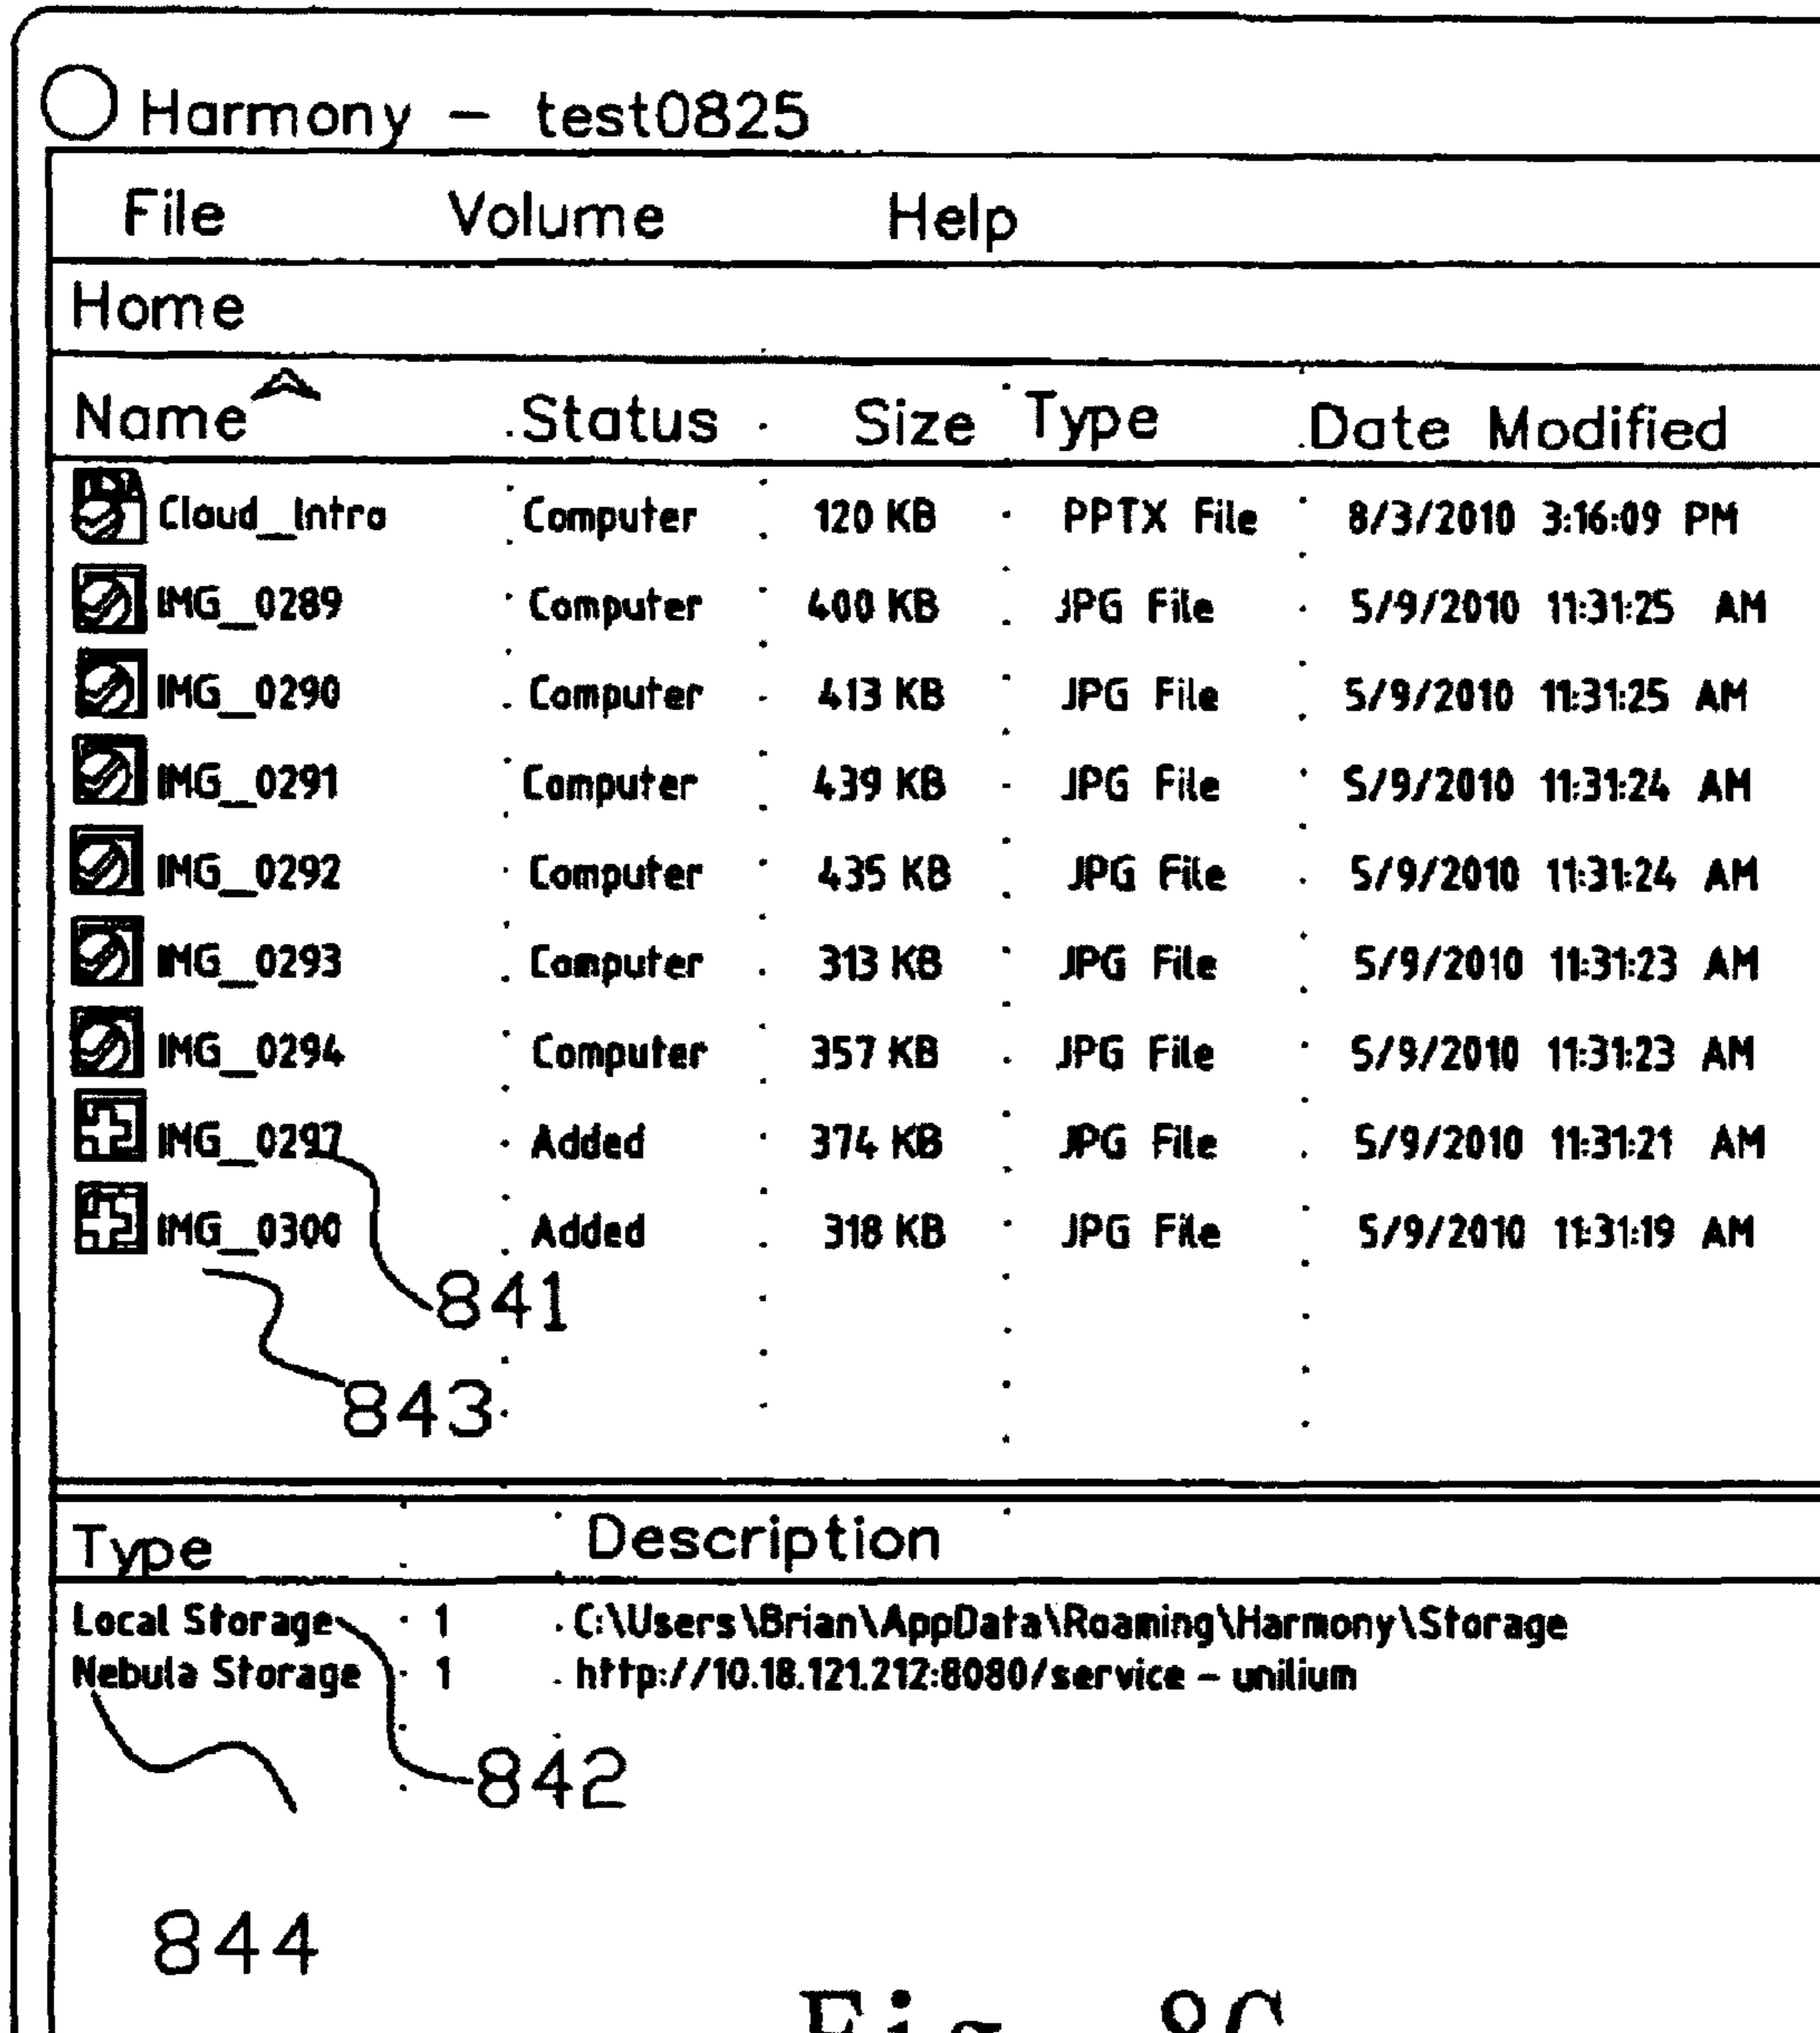 Harmony - test0825
File Volume Help
Home
Name Status Size Type Date Modified
Cloud_Intro Computer 120 KB PPTX File 8/3/2010 3:16:09 PM
IMG_0289 Computer 400 KB JPG File 5/9/2010 11:31:25 AM
IMG_0290 Computer 413 KB JPG File 5/9/2010 11:31:25 AM
IMG_0291 Computer 439 KB JPG File 5/9/2010 11:31:24 AM
IMG_0292 Computer 435 KB JPG File 5/9/2010 11:31:24 AM
IMG_0293 Computer 313 KB JPG File 5/9/2010 11:31:23 AM
IMG_0294 Computer 357 KB JPG File 5/9/2010 11:31:23 AM
IMG_0297 Added 374 KB JPG File 5/9/2010 11:31:21 AM
IMG_0300 Added 318 KB JPG File 5/9/2010 11:31:19 AM
841
843
Type Description
Local Storage 1 C:\Users\Brian\AppData\Roaming\Harmony\Storage
Nebula Storage 1 http://10.18.121.212:8080/service - unilium
842
844
Fig. 8C